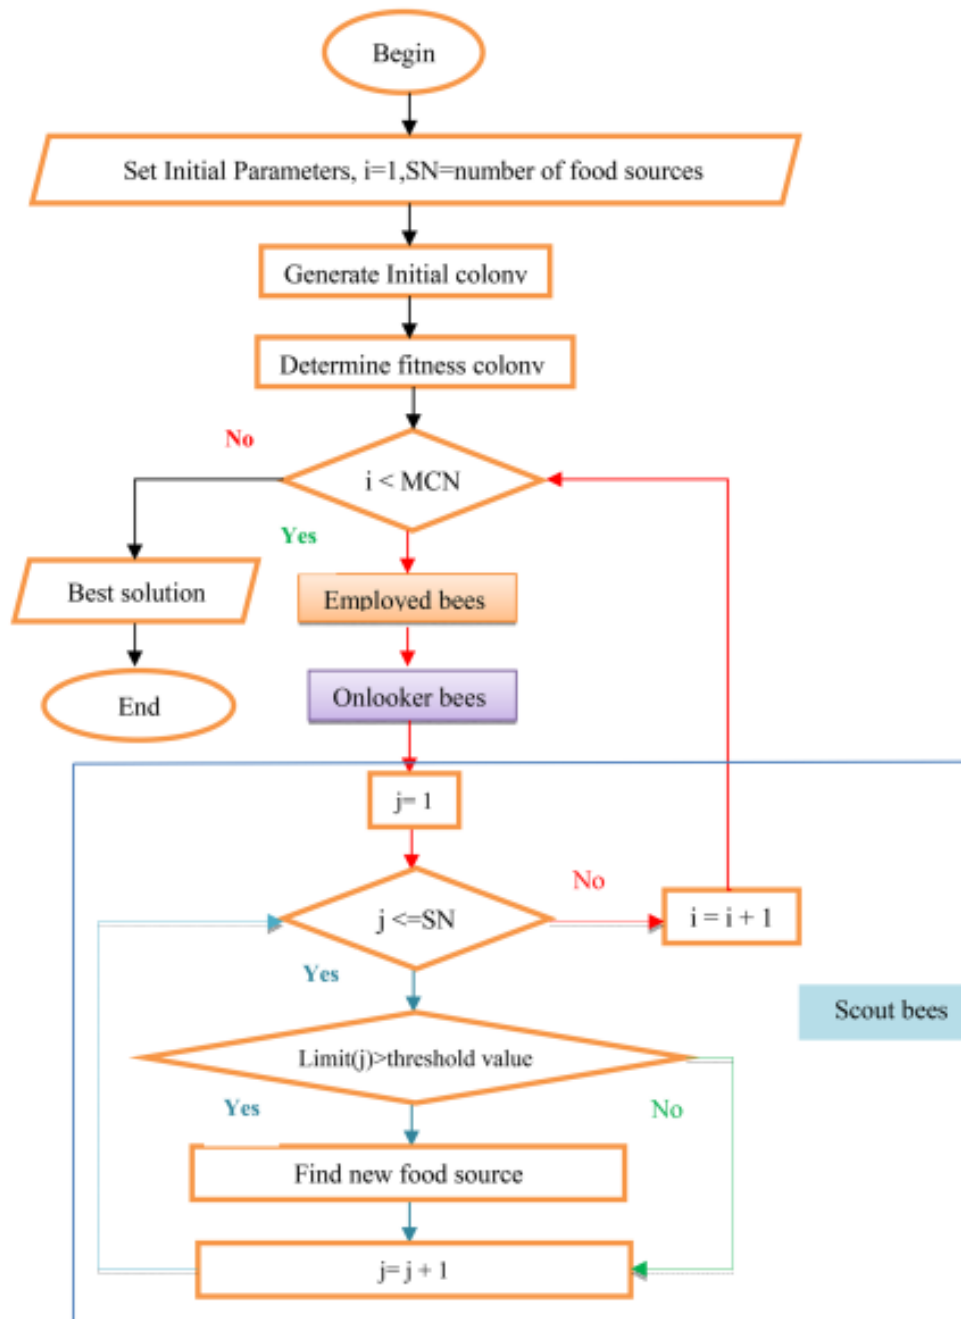 Begin
Set Initial Parameters, i=1,SN=number of food sources
Generate Initial colony
Determine fitness colony
No
i < MCN
Yes
Best solution
Employed bees
End
Onlooker bees
j= 1
No
j <=SN
i = i + 1
Yes
Scout bees
Limit(j)>threshold value
Yes
No
Find new food source
j= j + 1